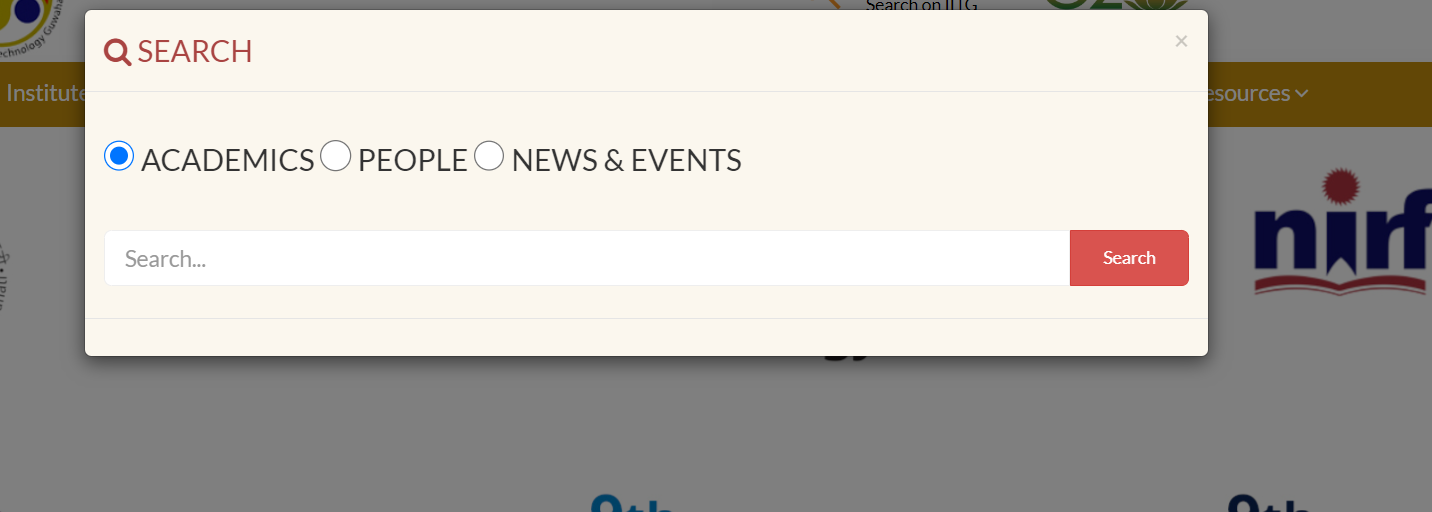 Search on IITG
SEARCH
×
Institute
esources
ACADEMICS PEOPLE NEWS & EVENTS
nirf
Search... Search
9th 9th